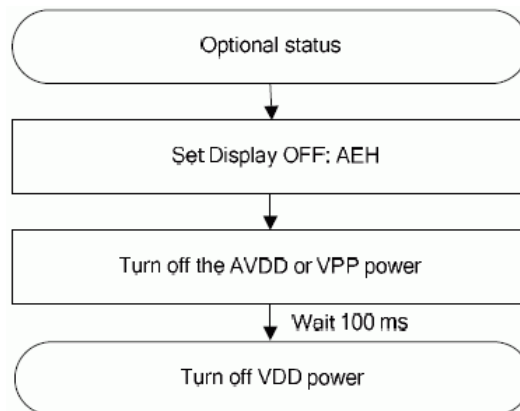 Optional status
Set Display OFF: AEH
Turn off the AVDD or VPP power
Wait 100 ms
Turn off VDD power